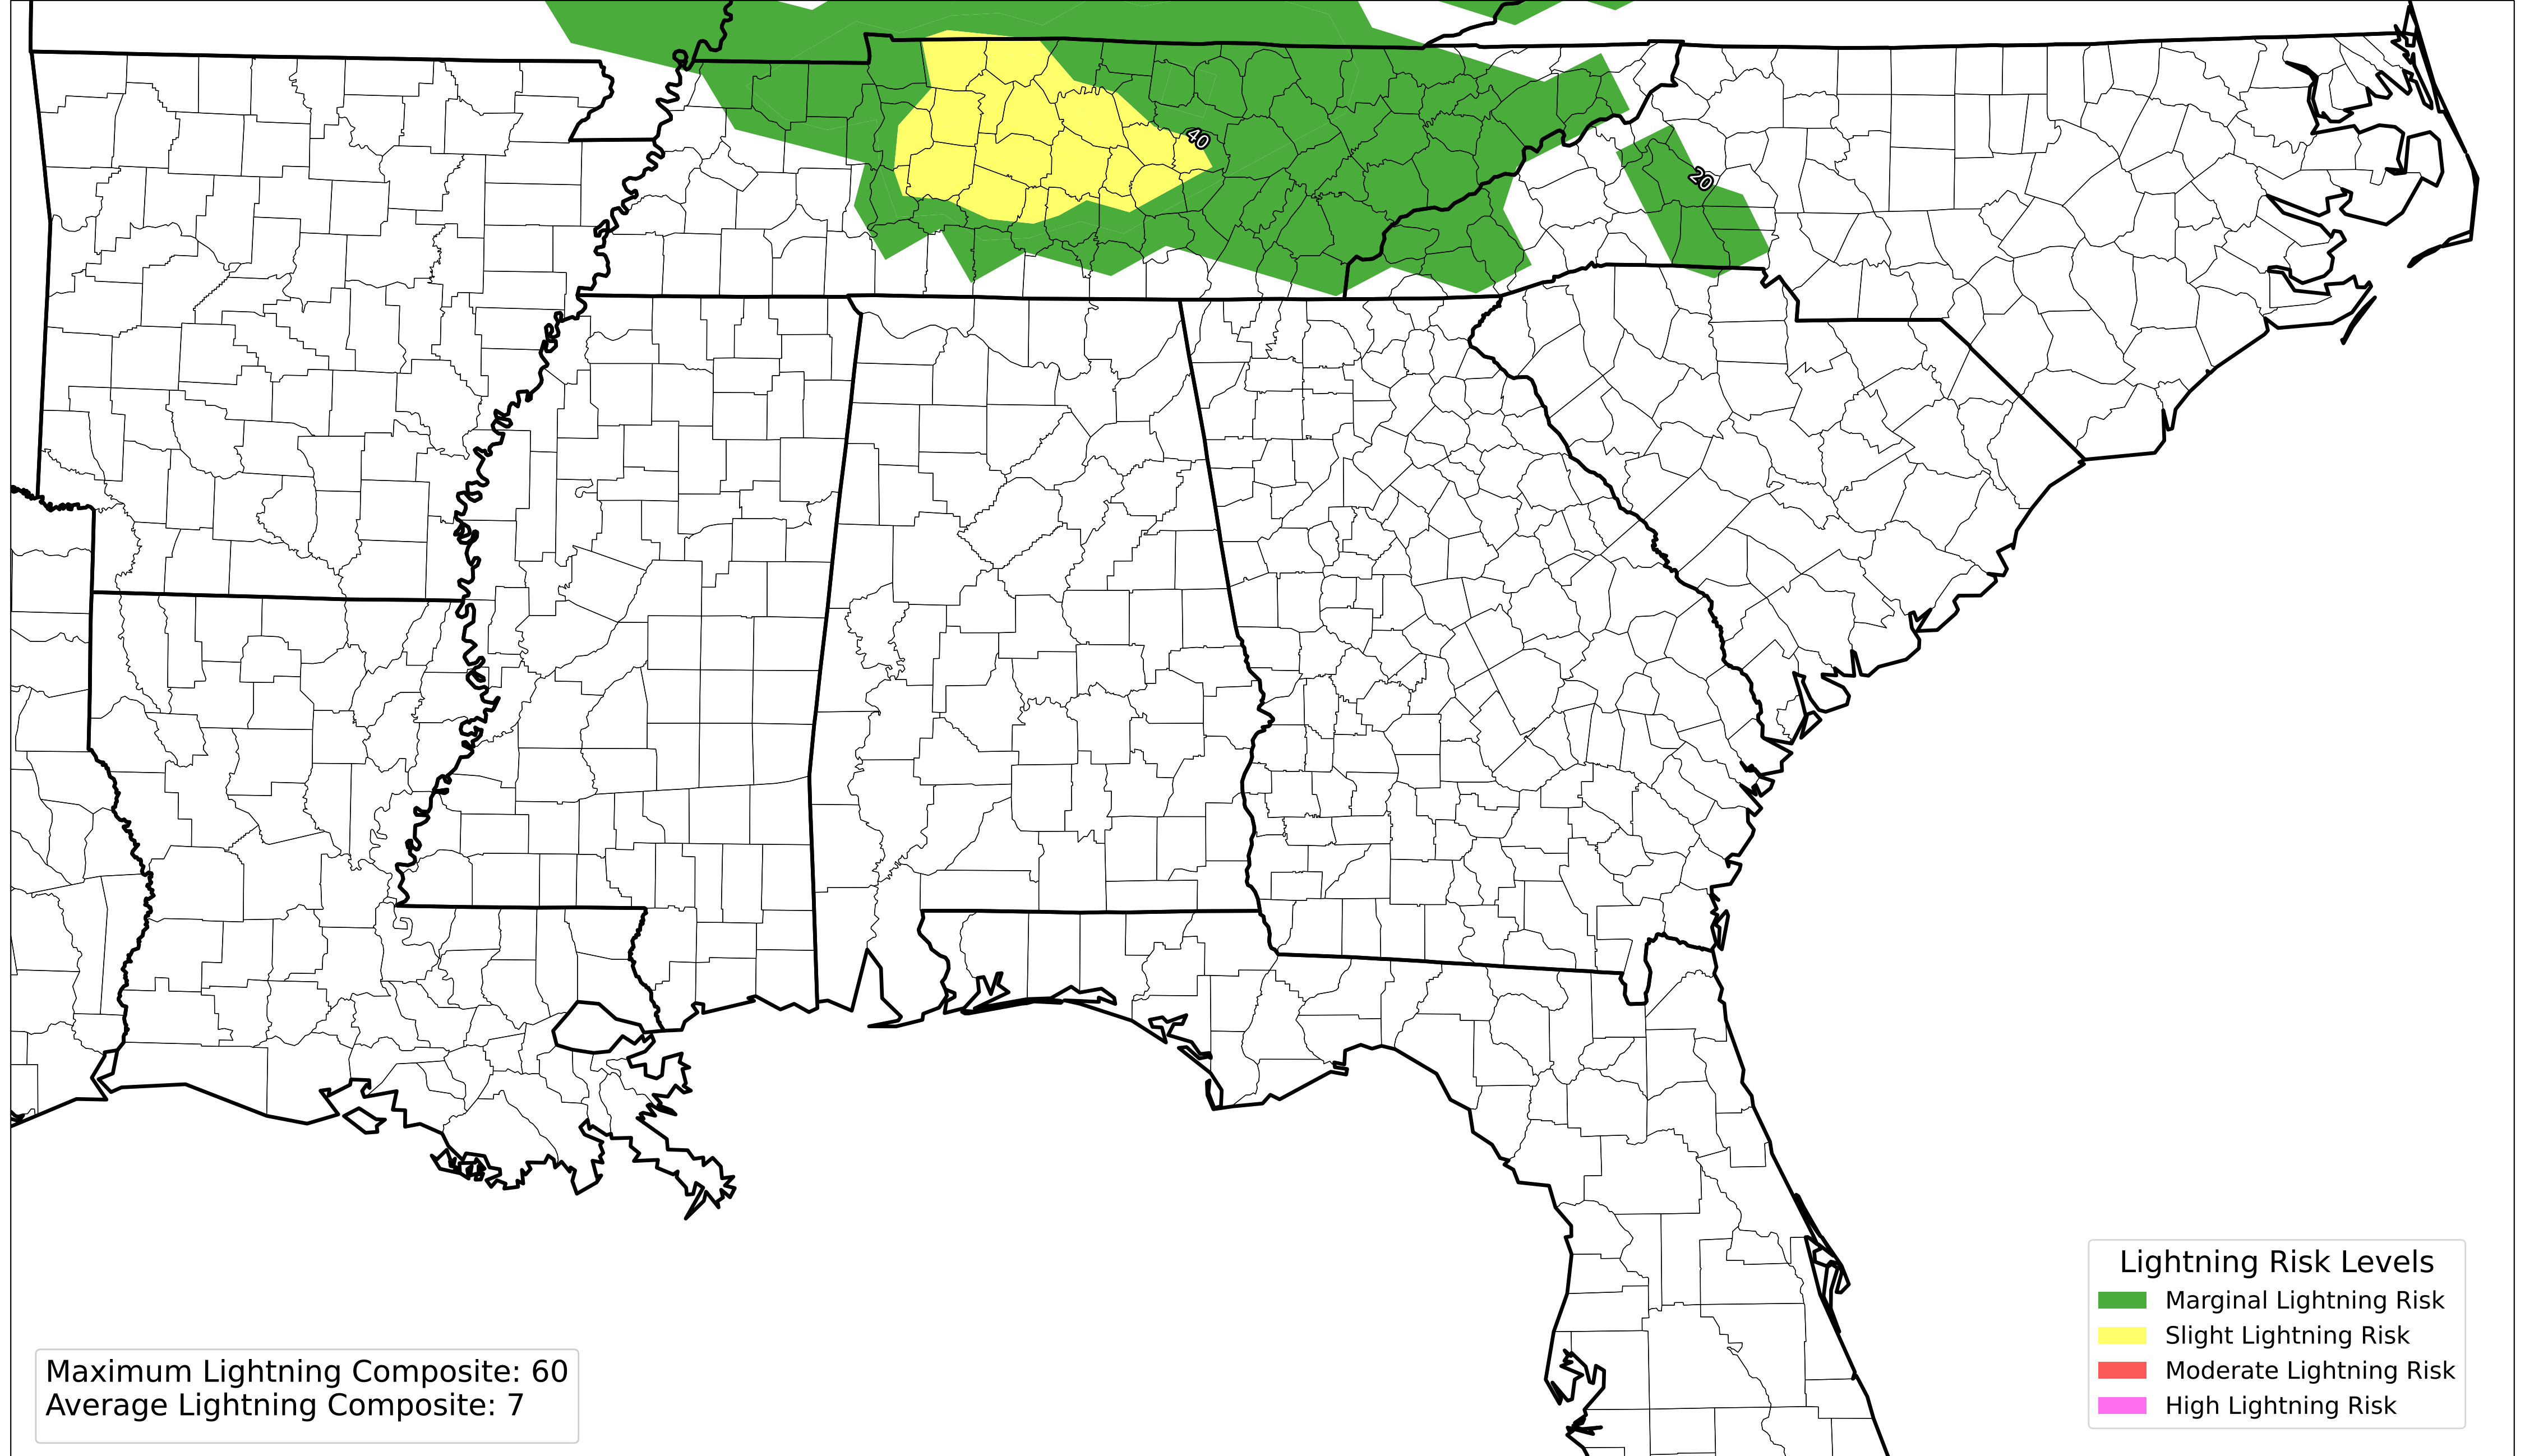 40
20
Lightning Risk Levels
Marginal Lightning Risk
Slight Lightning Risk
Moderate Lightning Risk
High Lightning Risk
Maximum Lightning Composite: 60
Average Lightning Composite: 7